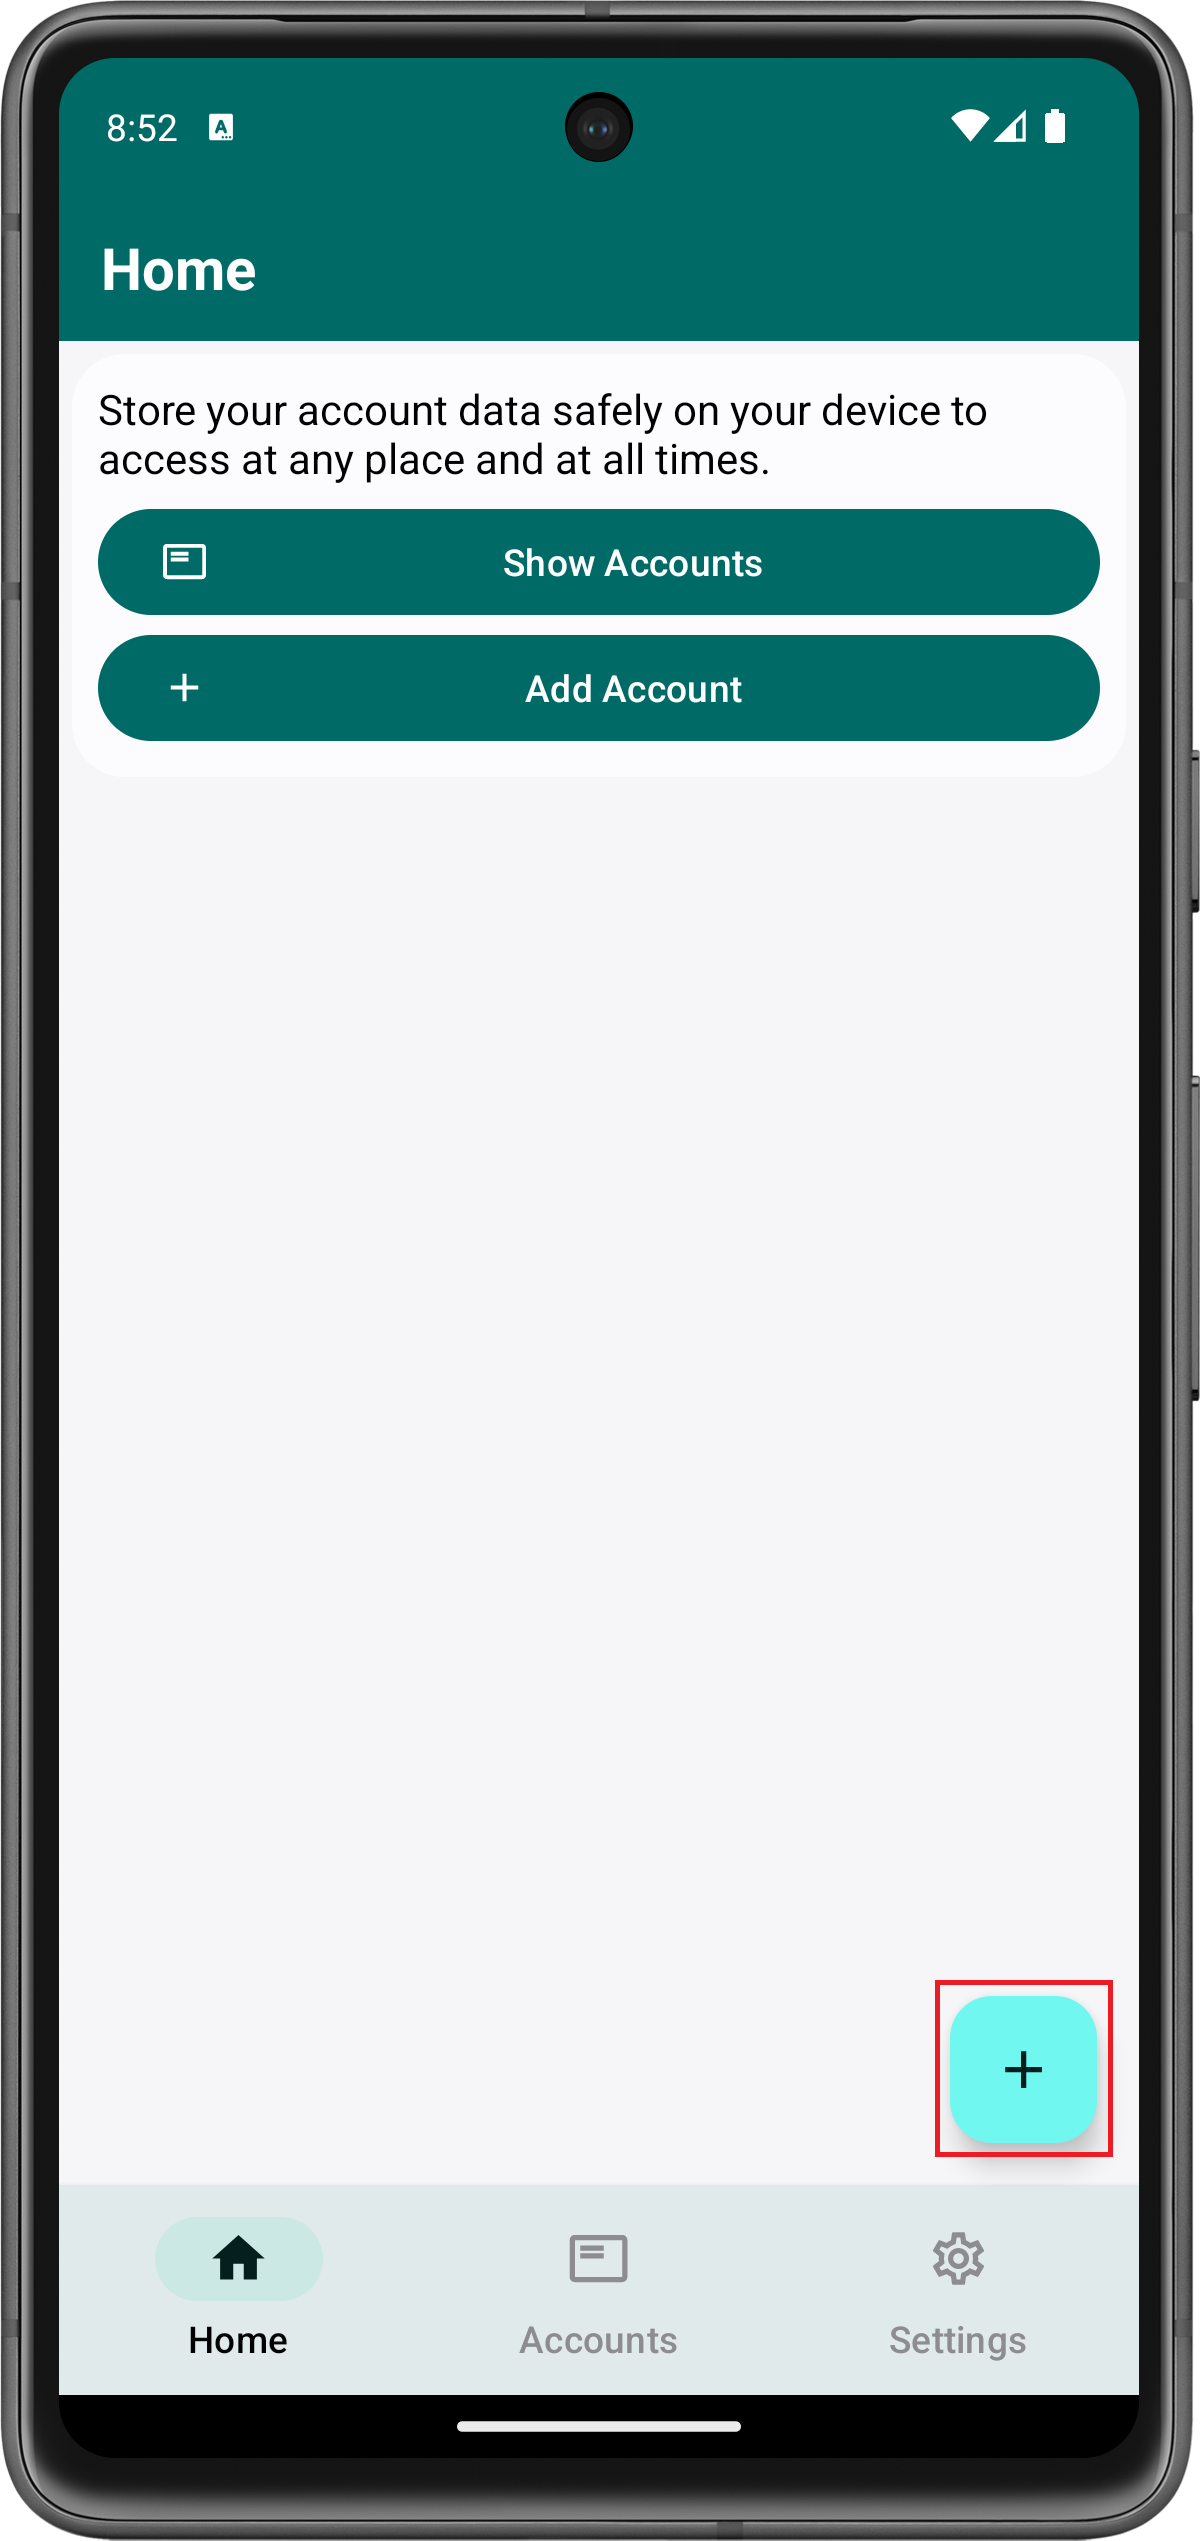 8:52
Home
Store your account data safely on your device to
access at any place and at all times.
Show Accounts
Add Account
Home
Accounts
Settings